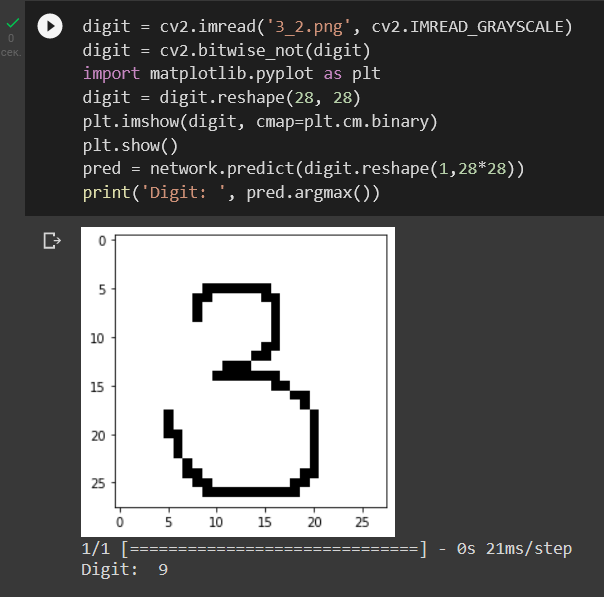 digit = cv2.imread('3_2.png', cv2.IMREAD_GRAYSCALE)
0
сек.
digit = cv2.bitwise_not(digit)
import matplotlib.pyplot as plt
digit = digit.reshape(28, 28)
plt.imshow(digit, cmap=plt.cm.binary)
plt.show()
pred = network.predict(digit.reshape(1,28*28))
print('Digit: ', pred.argmax())
0
5
10
15
20
25
0 5 10 15 20 25
3
1/1 [==============================] - 0s 21ms/step
Digit:  9